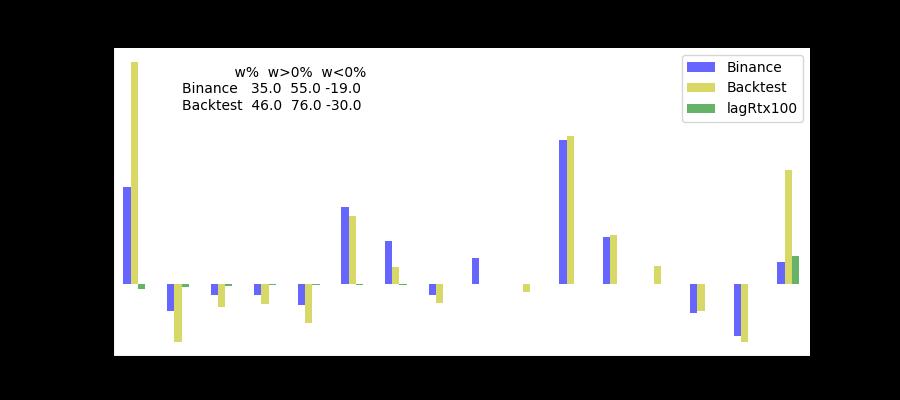 w% w>0% w<0%
Binance 35.0 55.0 -19.0
Backtest 46.0 76.0 -30.0
Binance
Backtest
lagRtx100